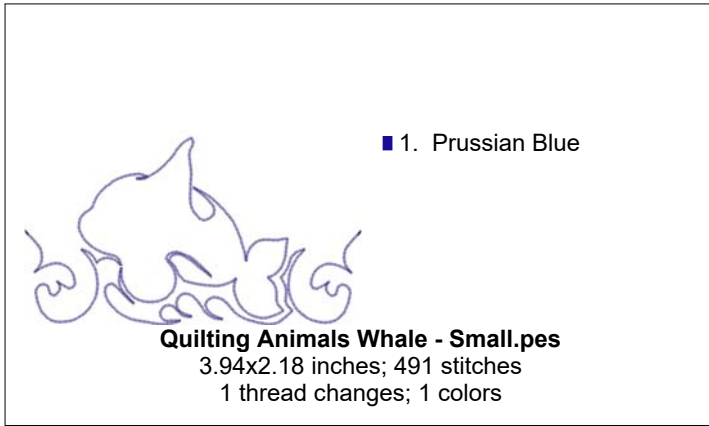 1. Prussian Blue
Quilting Animals Whale - Small.pes
3.94x2.18 inches; 491 stitches
1 thread changes; 1 colors